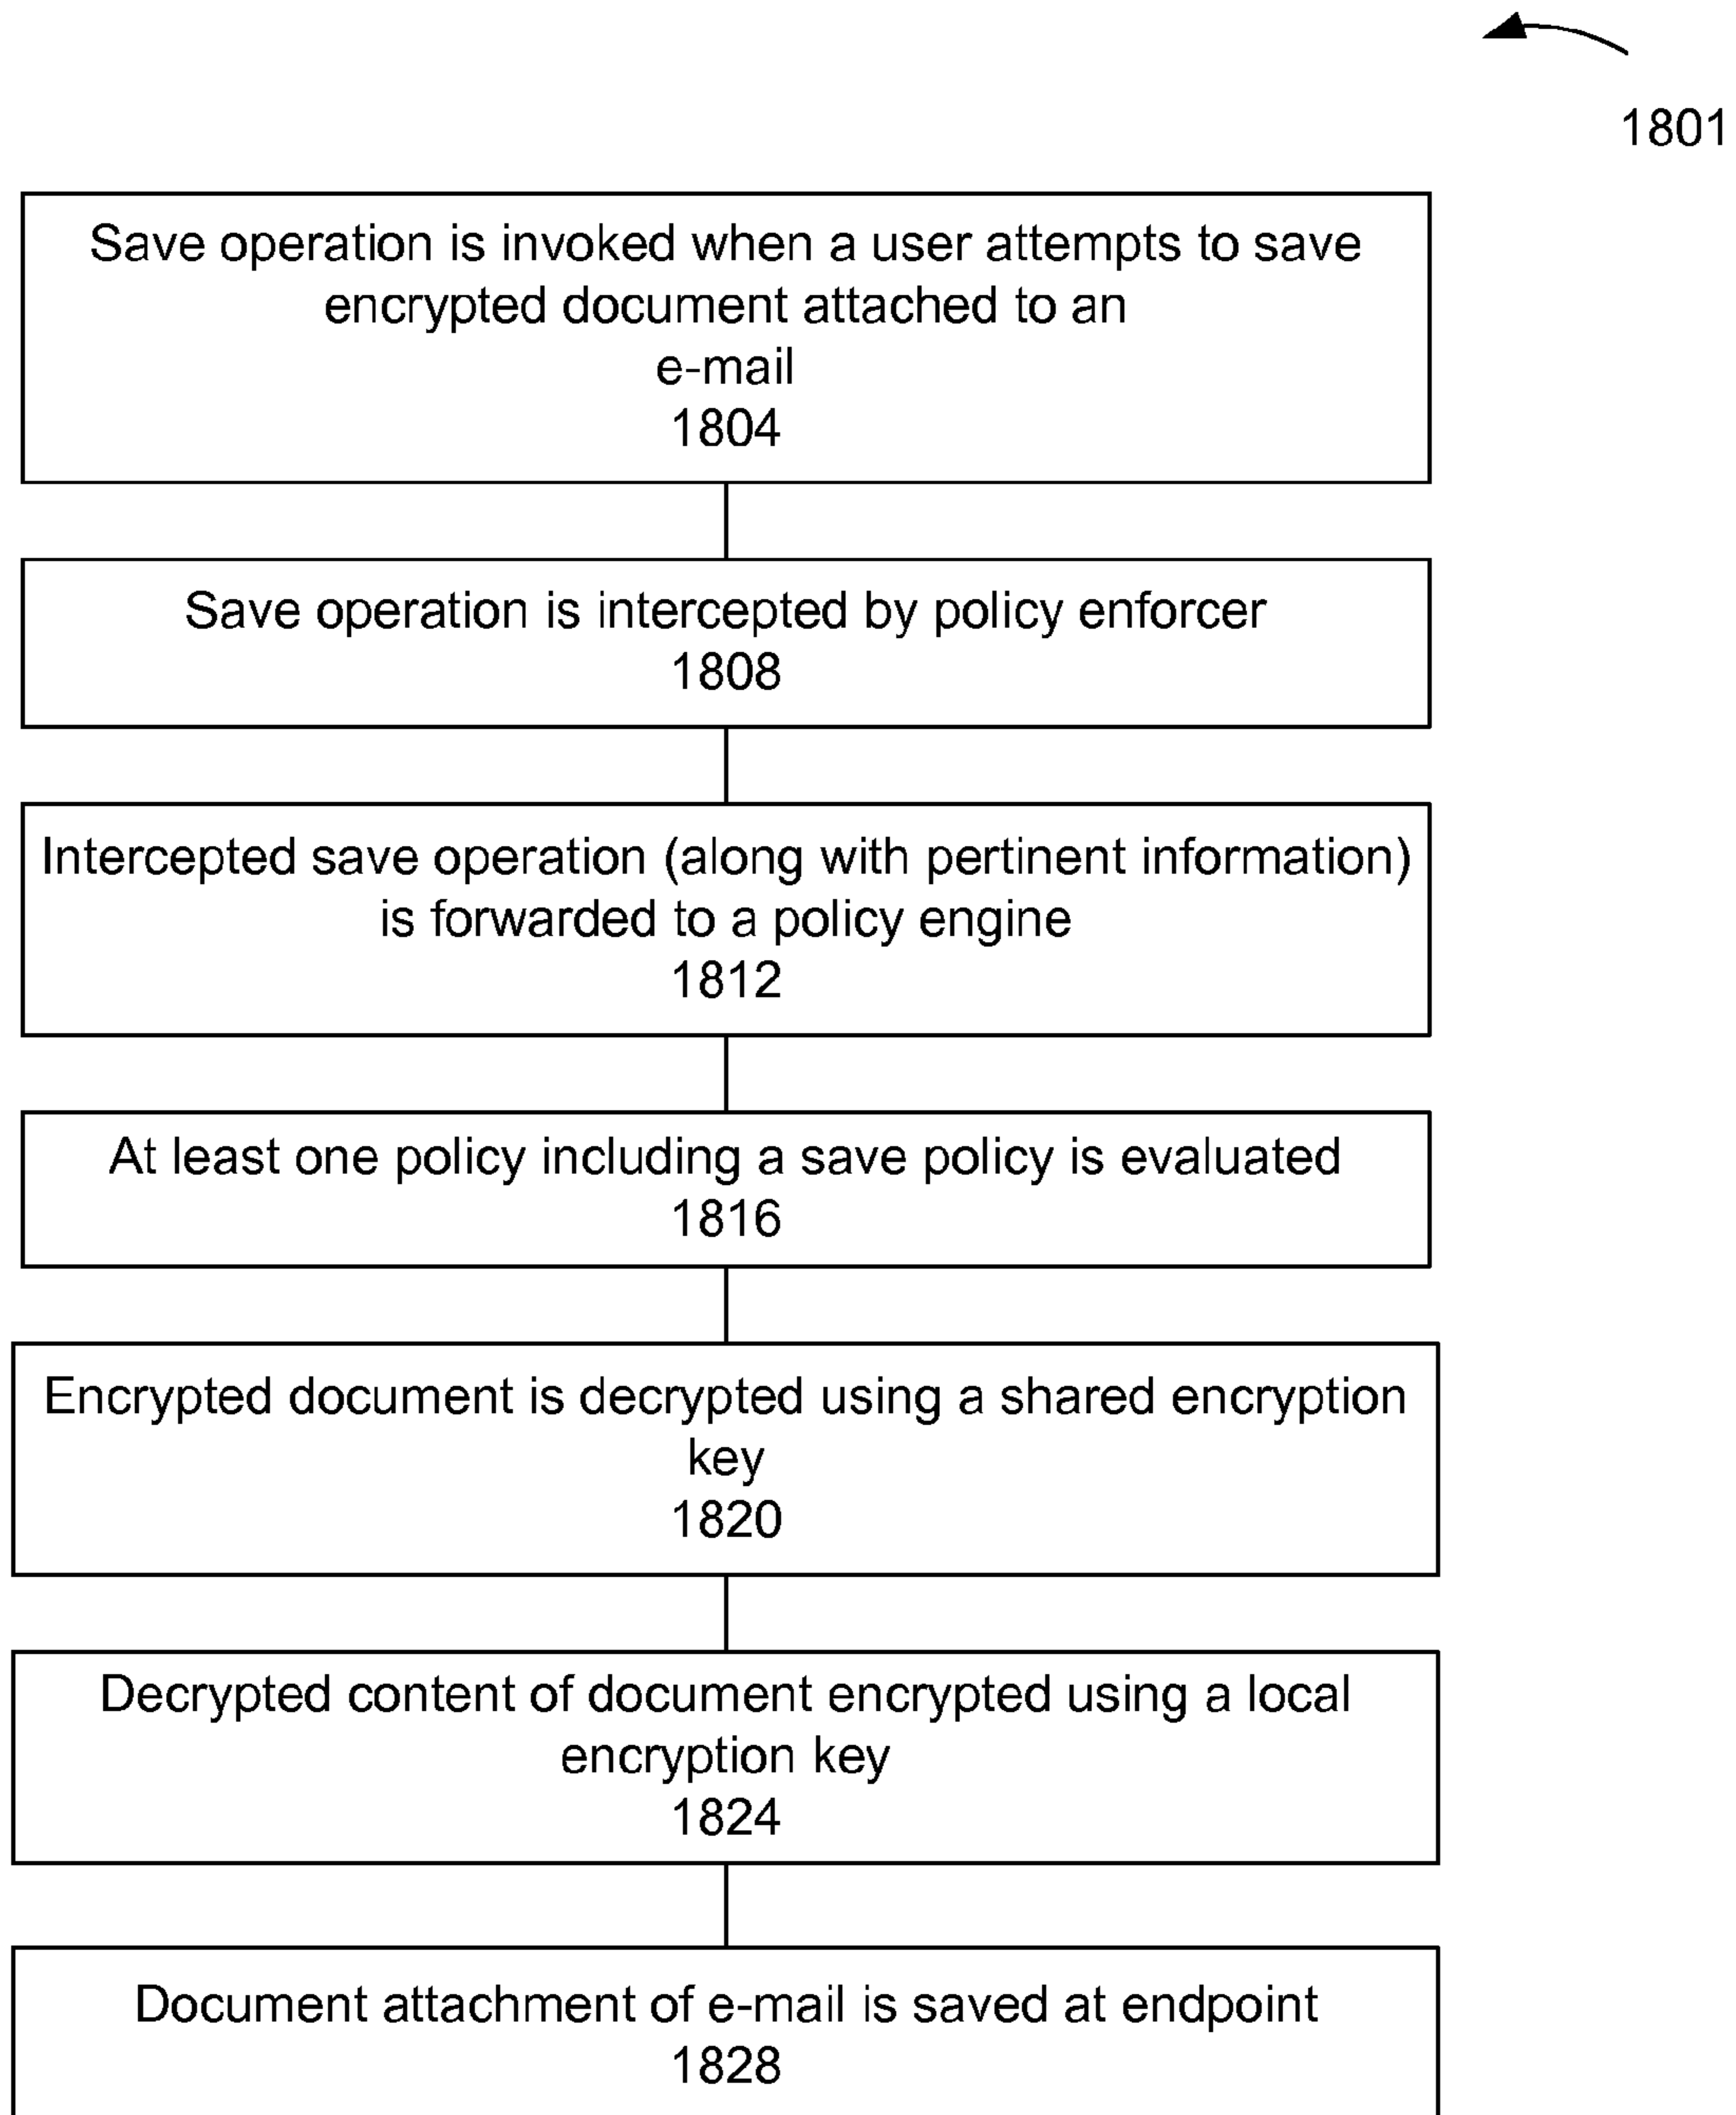 1801
Save operation is invoked when a user attempts to save
encrypted document attached to an
e-mail
1804
Save operation is intercepted by policy enforcer
1808
Intercepted save operation (along with pertinent information)
is forwarded to a policy engine
1812
At least one policy including a save policy is evaluated
1816
Encrypted document is decrypted using a shared encryption
key
1820
Decrypted content of document encrypted using a local
encryption key
1824
Document attachment of e-mail is saved at endpoint
1828